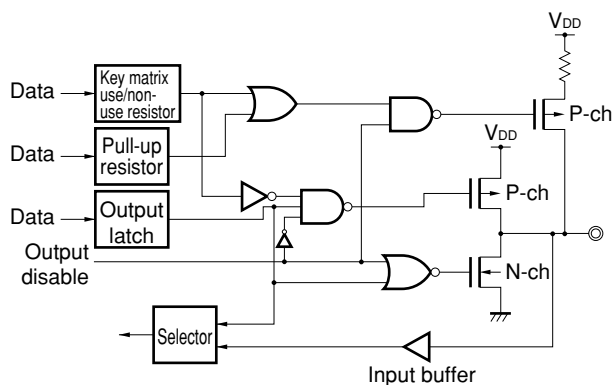 VDD
Key matrix
use/non-
use resistor
Data
P-ch
Data
Pull-up
resistor
VDD
P-ch
Data
Output
latch
Output
disable
N-ch
Selector
Input buffer